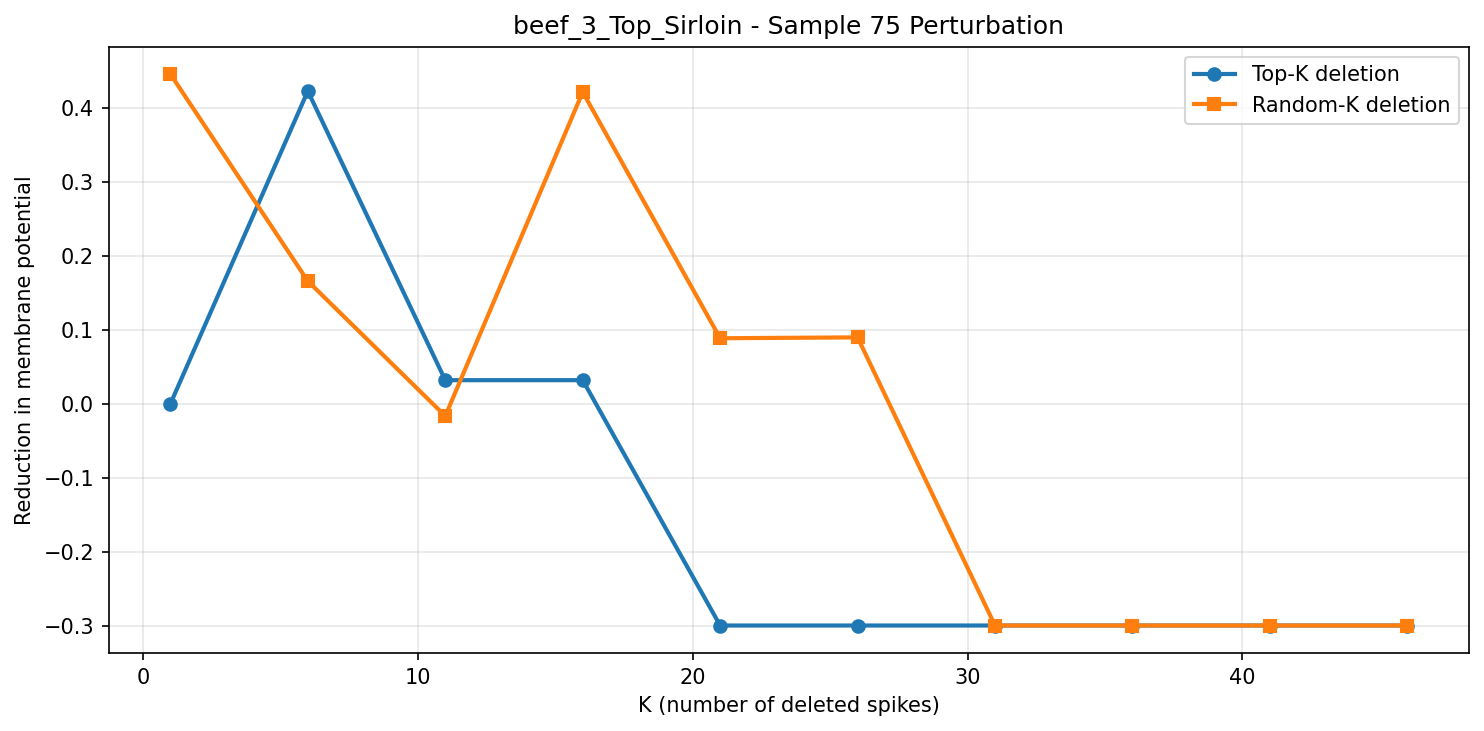 beef_3_Top_Sirloin - Sample 75 Perturbation
Top-K deletion
Random-K deletion
Reduction in membrane potential
0.4
0.3
0.2
0.1
0.0
−0.1
−0.2
−0.3
0 10 20 30 40
K (number of deleted spikes)